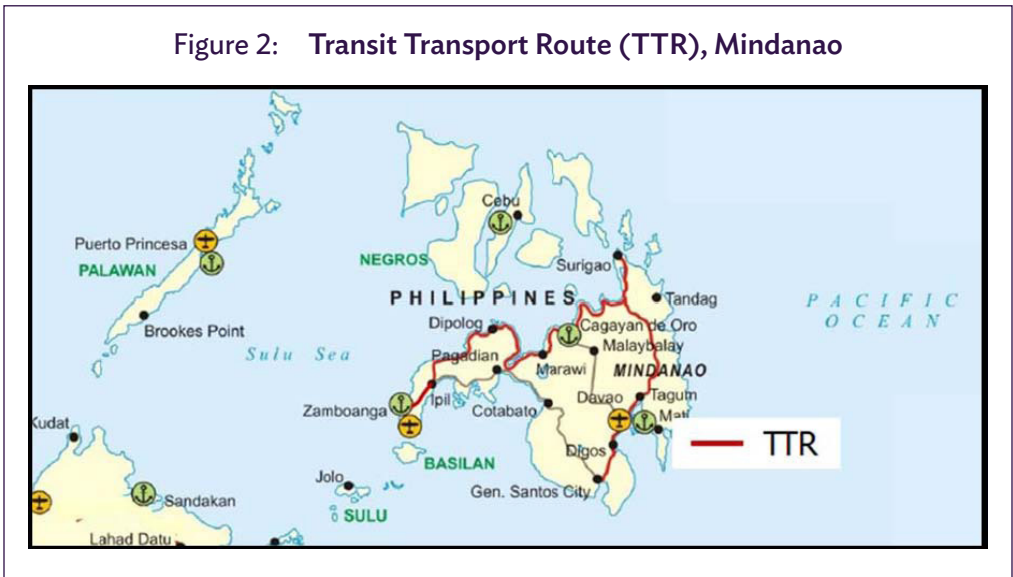 Figure 2: Transit Transport Route (TTR), Mindanao
Cebu
Puerto Princesa
PALAWAN
NEGROS
Surigao
PHILIPPINES
Tandag
PACIFIC
OCEAN
Brookes Point
Dipolog
Cagayan de Oro
Sulu Sea
Malaybalay
Pagadian
Marawi
MINDANAO
Ipil
Davao
Tagum
Zamboanga
Cotabato
Mati
Kudat
TTR
Digos
BASILAN
Jolo
Gen. Santos City
Sandakan
SULU
Lahad Datu